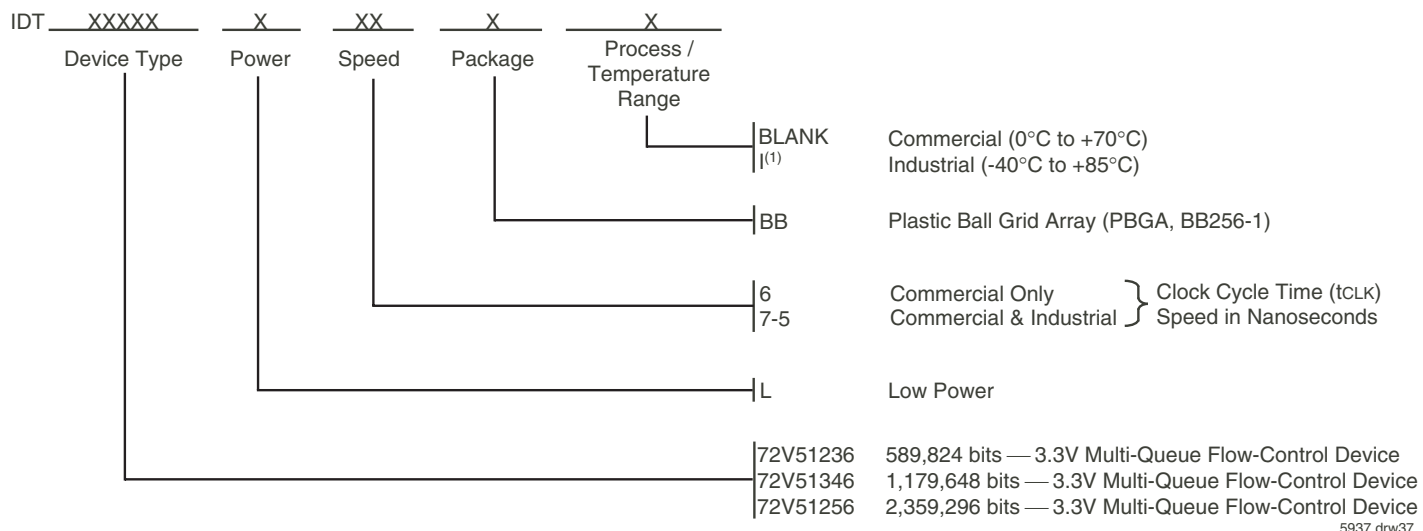 IDT XXXXX X XX X X
Device Type Power Speed Package Process / Temperature Range
BLANK Commercial (0°C to +70°C)
I(1) Industrial (-40°C to +85°C)
BB Plastic Ball Grid Array (PBGA, BB256-1)
6 Commercial Only Clock Cycle Time (tCLK)
7-5 Commercial & Industrial Speed in Nanoseconds
L Low Power
72V51236 589,824 bits — 3.3V Multi-Queue Flow-Control Device
72V51346 1,179,648 bits — 3.3V Multi-Queue Flow-Control Device
72V51256 2,359,296 bits — 3.3V Multi-Queue Flow-Control Device
5937 drw37